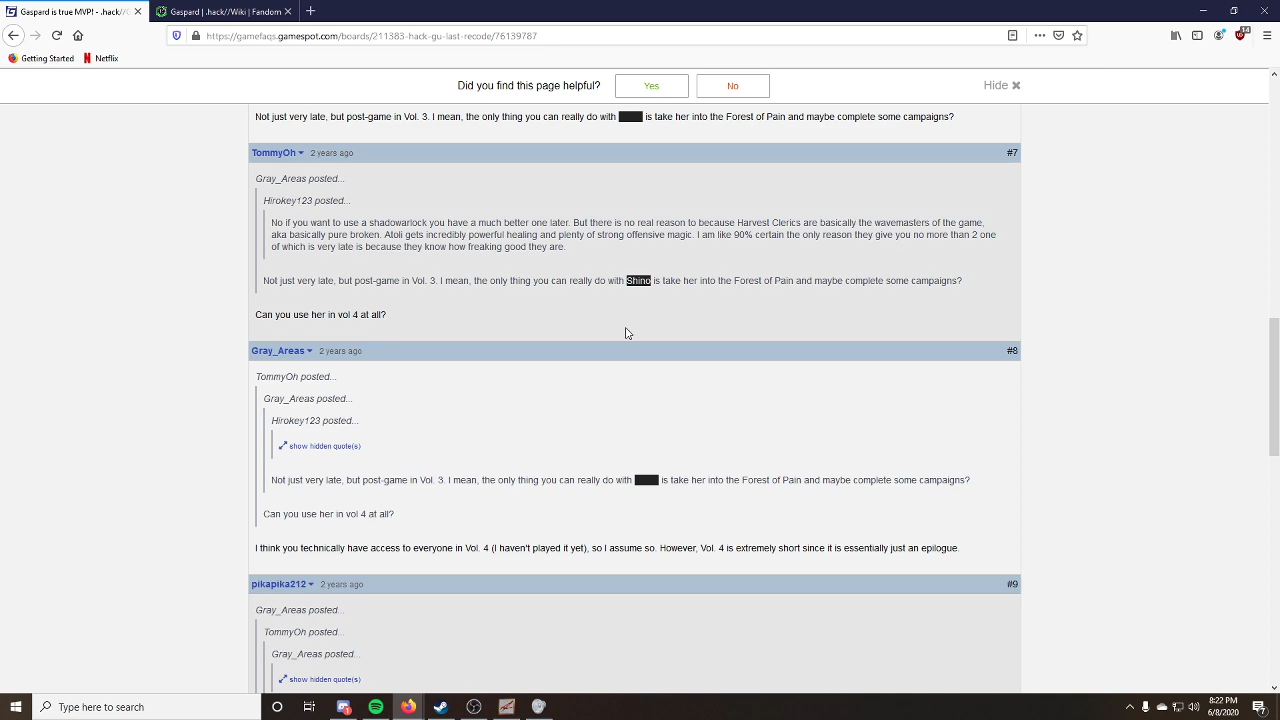 Gaspard is true MVP! - .hack//G
Gaspard | .hack//Wiki | Fandom
https://gamefaqs.gamespot.com/boards/211383-hack-gu-last-recode/76139787
14
Getting Started
Netflix
Did you find this page helpful?
Yes
No
Hide
Not just very late, but post-game in Vol. 3. I mean, the only thing you can really do with is take her into the Forest of Pain and maybe complete some campaigns?
TommyOh 2 years ago #7
Gray_Areas posted...
Hirokey123 posted...
No if you want to use a shadowarlock you have a much better one later. But there is no real reason to because Harvest Clerics are basically the wavemasters of the game,
aka basically pure broken. Atoli gets incredibly powerful healing and plenty of strong offensive magic. I am like 90% certain the only reason they give you no more than 2 one
of which is very late is because they know how freaking good they are.
Not just very late, but post-game in Vol. 3. I mean, the only thing you can really do with Shino is take her into the Forest of Pain and maybe complete some campaigns?
Can you use her in vol 4 at all?
Gray_Areas 2 years ago #8
TommyOh posted...
Gray_Areas posted...
Hirokey123 posted...
show hidden quote(s)
Not just very late, but post-game in Vol. 3. I mean, the only thing you can really do with is take her into the Forest of Pain and maybe complete some campaigns?
Can you use her in vol 4 at all?
I think you technically have access to everyone in Vol. 4 (I haven't played it yet), so I assume so. However, Vol. 4 is extremely short since it is essentially just an epilogue.
pikapika212 2 years ago #9
Gray_Areas posted...
TommyOh posted...
Gray_Areas posted...
show hidden quote(s)
Type here to search
8:22 PM
6/8/2020